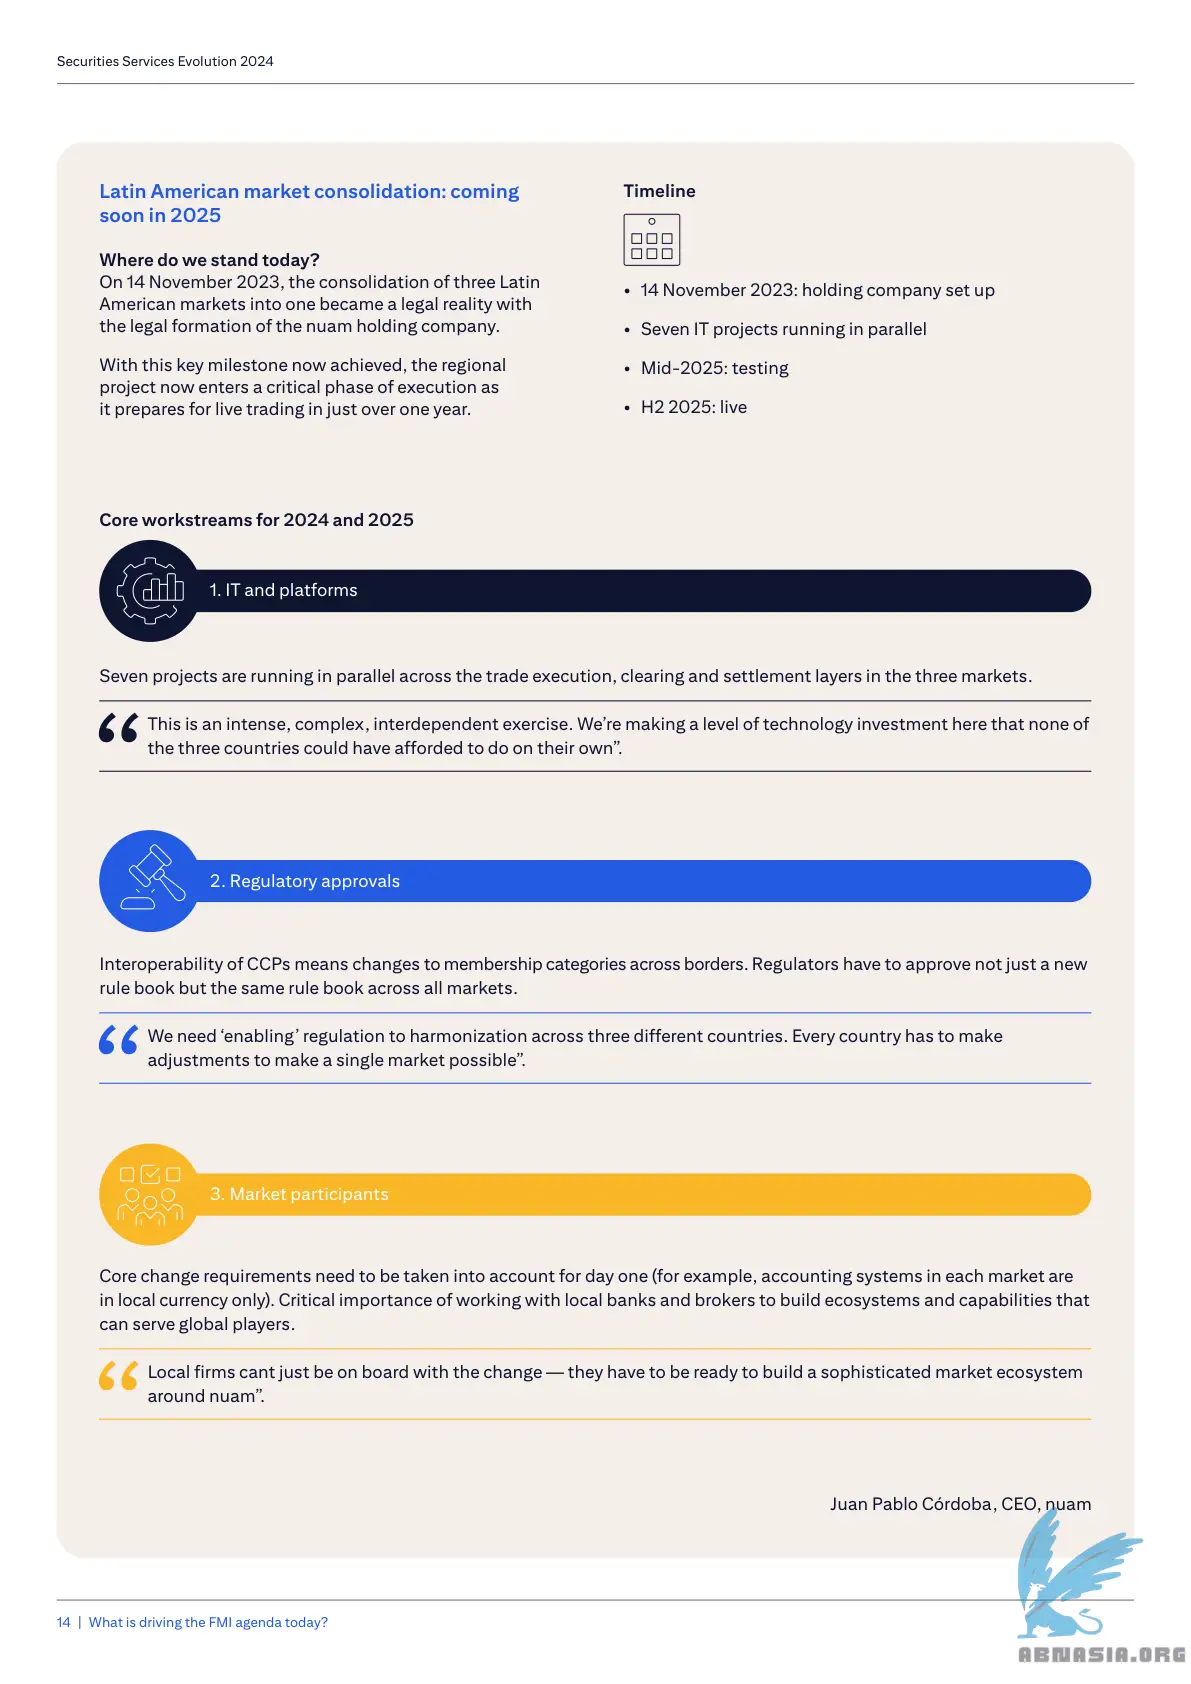 Securities Services Evolution 2024
Latin American market consolidation: coming
soon in 2025
Where do we stand today?
On 14 November 2023, the consolidation of three Latin
American markets into one became a legal reality with
the legal formation of the nuam holding company.
With this key milestone now achieved, the regional
project now enters a critical phase of execution as
it prepares for live trading in just over one year.
Timeline
• 14 November 2023: holding company set up
• Seven IT projects running in parallel
• Mid-2025: testing
• H2 2025: live
Core workstreams for 2024 and 2025
1. IT and platforms
Seven projects are running in parallel across the trade execution, clearing and settlement layers in the three markets.
“This is an intense, complex, interdependent exercise. We’re making a level of technology investment here that none of
the three countries could have afforded to do on their own”.
2. Regulatory approvals
Interoperability of CCPs means changes to membership categories across borders. Regulators have to approve not just a new
rule book but the same rule book across all markets.
“We need ‘enabling’ regulation to harmonization across three different countries. Every country has to make
adjustments to make a single market possible”.
3. Market participants
Core change requirements need to be taken into account for day one (for example, accounting systems in each market are
in local currency only). Critical importance of working with local banks and brokers to build ecosystems and capabilities that
can serve global players.
“Local firms cant just be on board with the change — they have to be ready to build a sophisticated market ecosystem
around nuam”.
Juan Pablo Córdoba, CEO, nuam
14 | What is driving the FMI agenda today?
ABNASIA.ORG